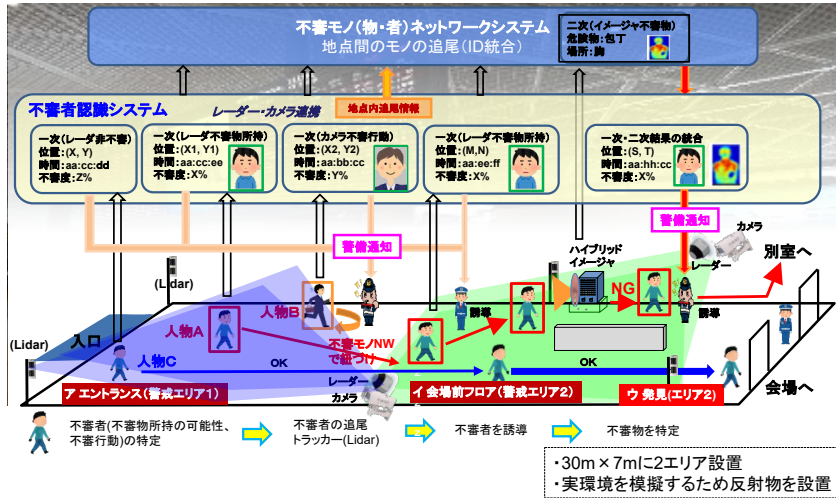 不審モノ(物・者)ネットワークシステム
地点間のモノの追尾(ID統合)
二次(イメージャ不審物)
危険物:包丁
場所:胸
不審者認識システム
レーダー・カメラ連携
地点内追尾情報
一次(レーダ非不審)
位置:(X, Y)
時間:aa:cc:dd
不審度:Z%
一次(レーダ不審物所持)
位置:(X1, Y1)
時間:aa:cc:ee
不審度:X%
一次(カメラ不審行動)
位置:(X2, Y2)
時間:aa:bb:cc
不審度:Y%
一次(レーダ不審物所持)
位置:(M,N)
時間:aa:ee:ff
不審度:X%
一次・二次結果の統合
位置:(S, T)
時間:aa:hh:cc
不審度:X%
警備通知
警備通知
ハイブリッド
イメージャ
カメラ
レーダー
別室へ
(Lidar)
(Lidar)
入口
人物A
人物B
人物C
不審モノNW
で紐づけ
誘導
NG
誘導
OK
OK
レーダー
カメラ
会場へ
ア エントランス(警戒エリア1)
イ 会場前フロア(警戒エリア2)
ウ 発見(エリア2)
不審者(不審物所持の可能性、
不審行動)の特定
不審者の追尾
トラッカー(Lidar)
不審者を誘導
不審物を特定
・30m×7mに2エリア設置
・実環境を模擬するため反射物を設置